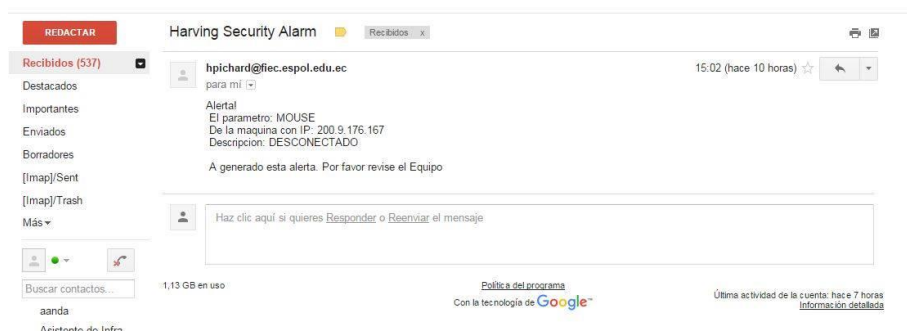 REDACTAR
Harving Security Alarm
Recibidos x
Recibidos (537)
hpichard@fiec.espol.edu.ec
15:02 (hace 10 horas)
para mí
Destacados
Importantes
Enviados
Borradores
[Imap]/Sent
[Imap]/Trash
Más
Alerta!
El parametro: MOUSE
De la maquina con IP: 200.9.176.167
Descripcion: DESCONECTADO
A generado esta alerta. Por favor revise el Equipo
Haz clic aquí si quieres Responder o Reenviar el mensaje
Buscar contactos...
aanda
Asistente de Infra
1,13 GB en uso
Política del programa
Con la tecnología de Google™
Última actividad de la cuenta: hace 7 horas
Información detallada